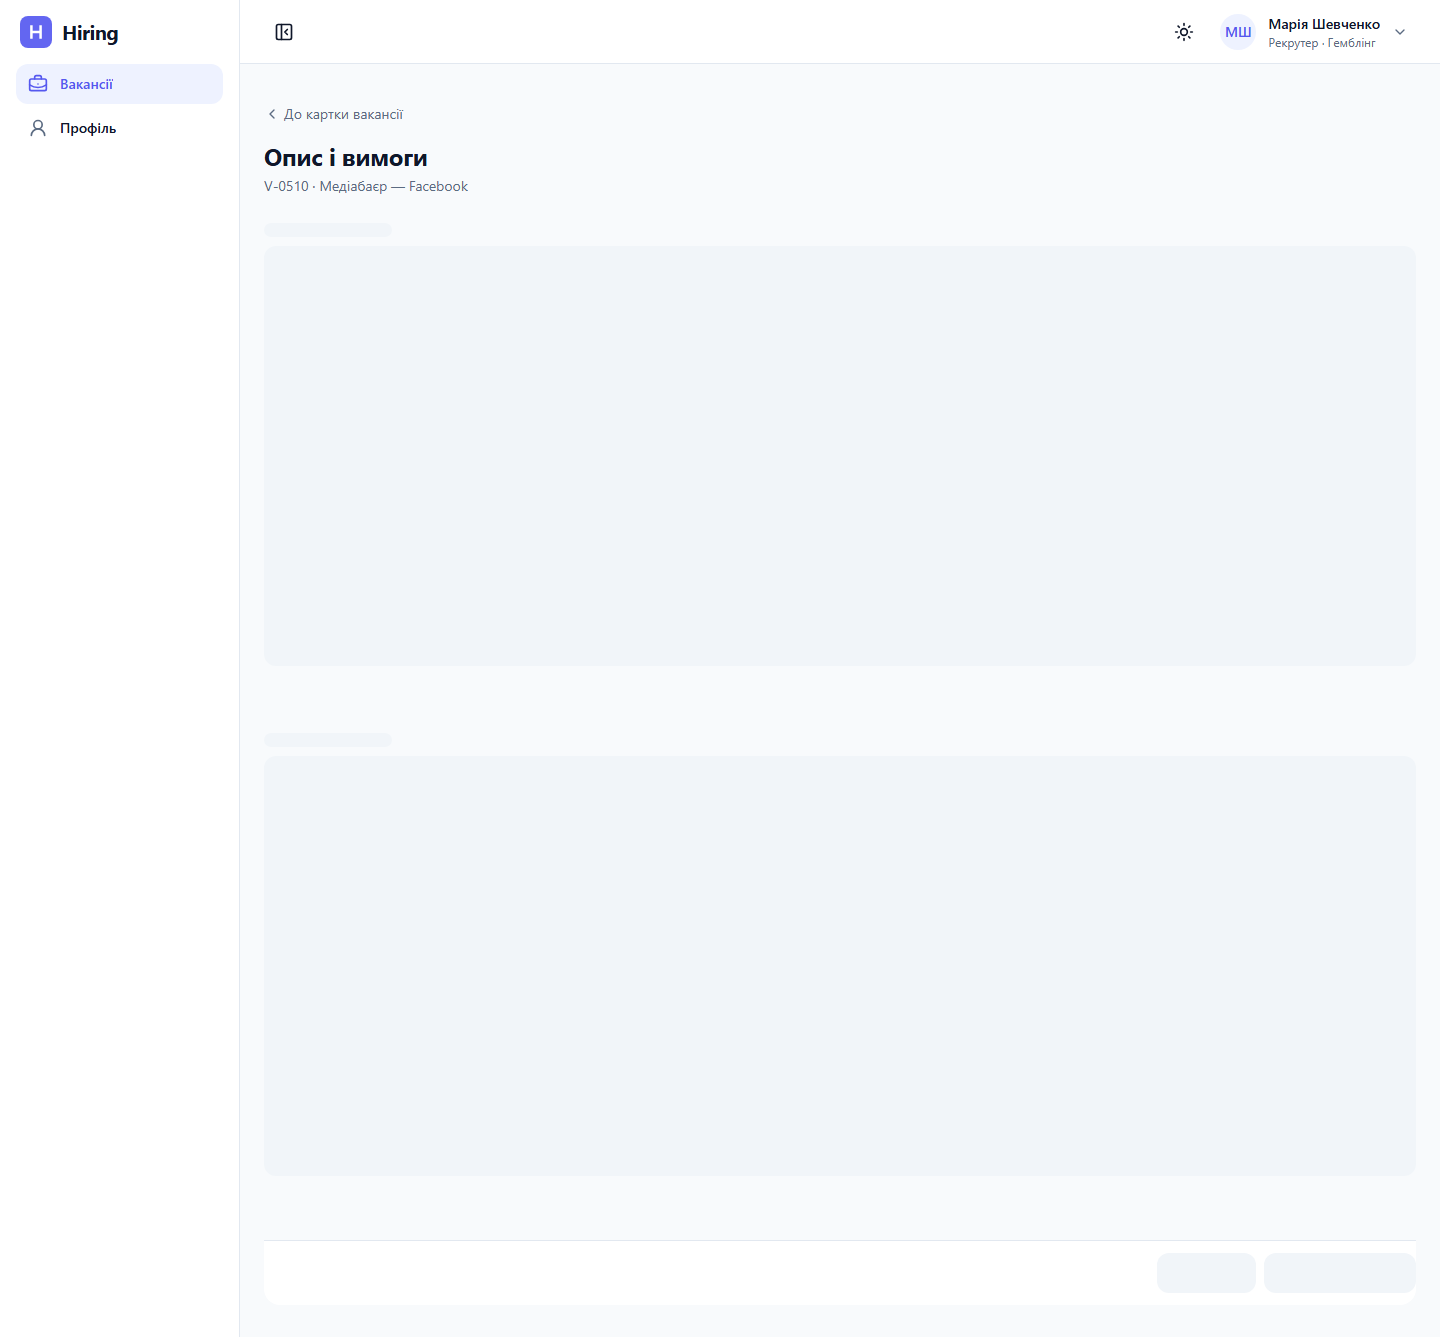 H Hiring
Вакансії
Профіль
МШ
Марія Шевченко
Рекрутер · Гемблінг
До картки вакансії
Опис і вимоги
V-0510 · Медіабаєр — Facebook